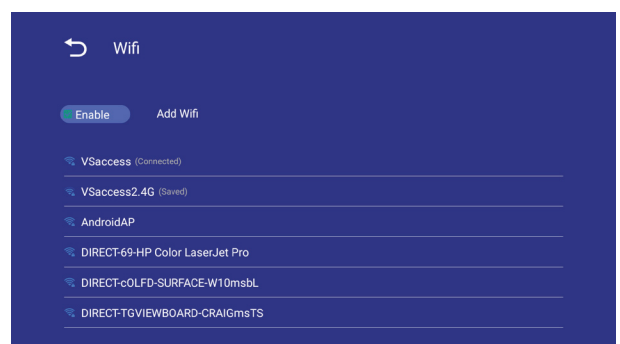 Wifi
Enable Add Wifi
VSaccess (Connected)
VSaccess2.4G (Saved)
AndroidAP
DIRECT-69-HP Color LaserJet Pro
DIRECT-cOLFD-SURFACE-W10msbL
DIRECT-TGVIEWBOARD-CRAIGmsTS